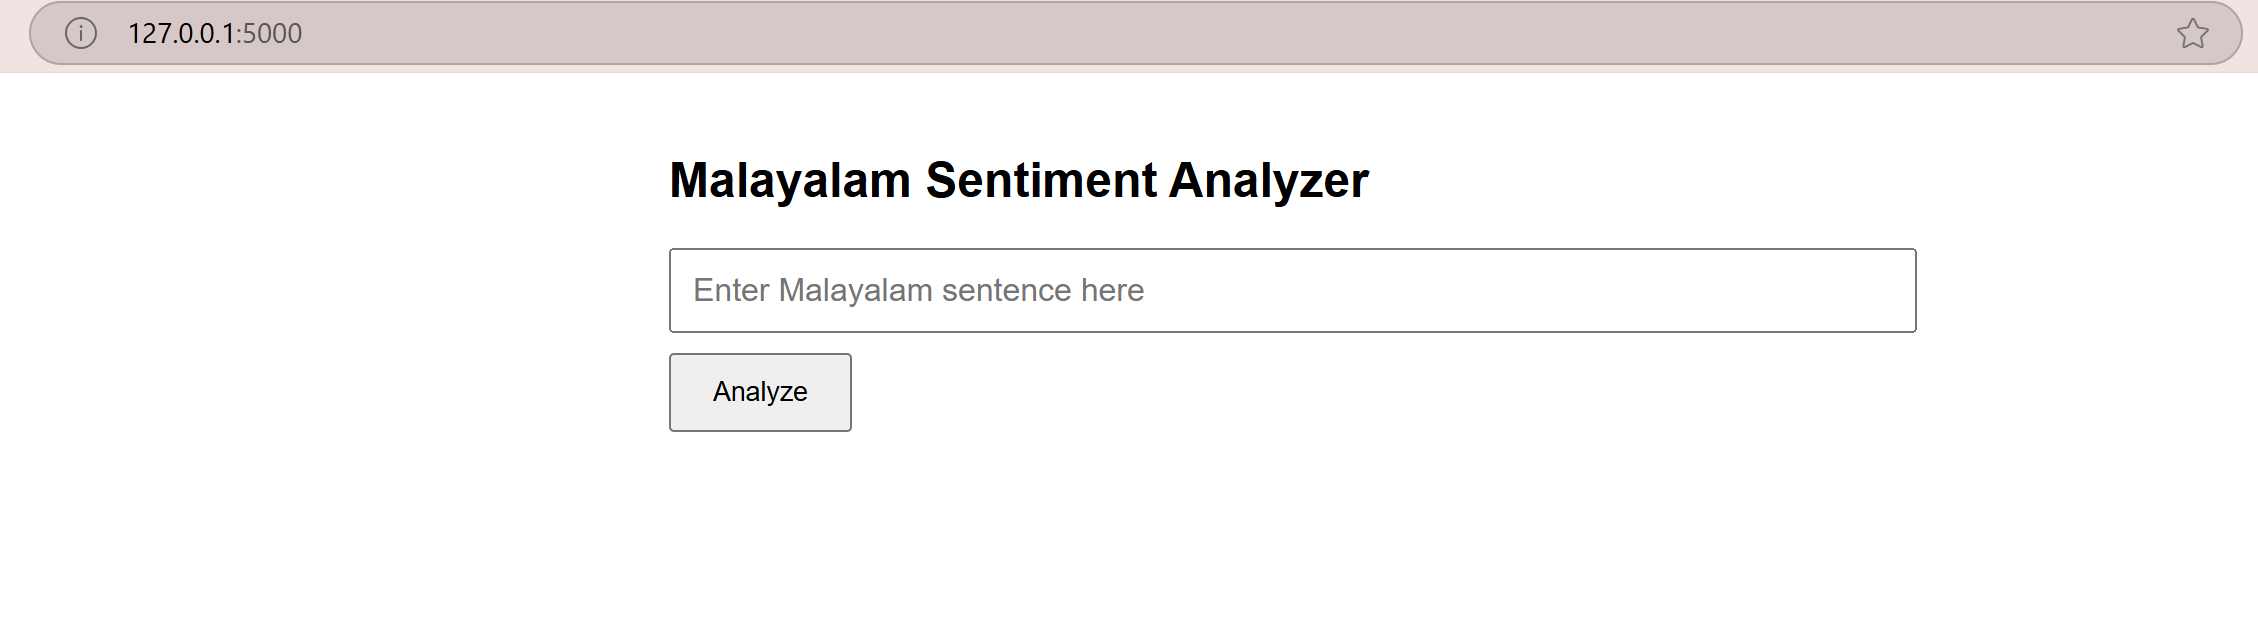 127.0.0.1:5000
Malayalam Sentiment Analyzer
Enter Malayalam sentence here
Analyze